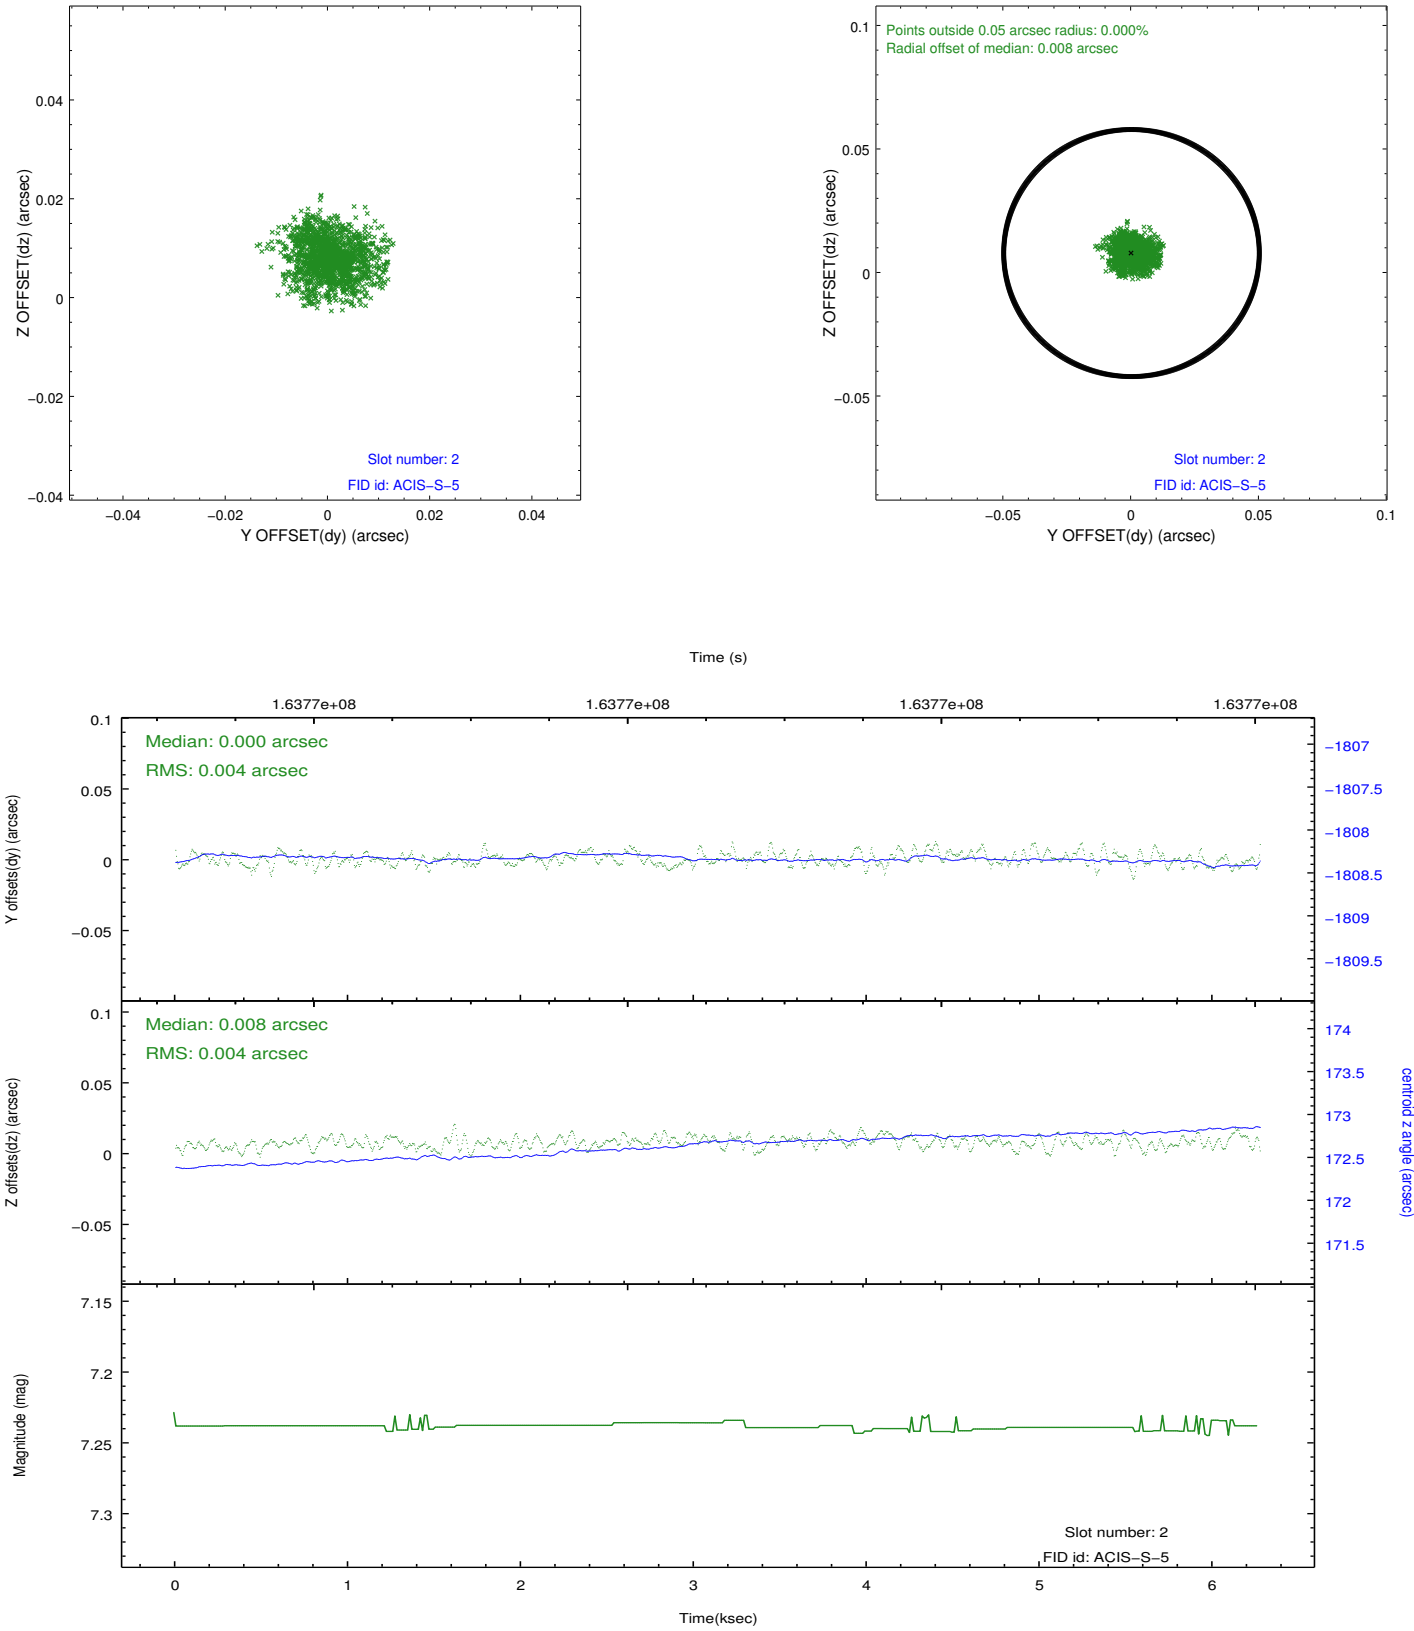 0.04
0.02
0
−0.02
−0.04
Z OFFSET(dz) (arcsec)
Slot number: 2
FID id: ACIS−S−5
−0.04 −0.02 0 0.02 0.04
Y OFFSET(dy) (arcsec)
Points outside 0.05 arcsec radius: 0.000%
Radial offset of median: 0.008 arcsec
0.1
0.05
0
−0.05
Z OFFSET(dz) (arcsec)
Slot number: 2
FID id: ACIS−S−5
−0.05 0 0.05 0.1
Y OFFSET(dy) (arcsec)
Time (s)
1.6377e+08 1.6377e+08 1.6377e+08 1.6377e+08
Median: 0.000 arcsec
RMS: 0.004 arcsec
0.1
0.05
0
−0.05
Y offsets(dy) (arcsec)
−1807
−1807.5
−1808
−1808.5
−1809
−1809.5
Median: 0.008 arcsec
RMS: 0.004 arcsec
0.1
0.05
0
−0.05
Z offsets(dz) (arcsec)
174
173.5
173
172.5
172
171.5
centroid z angle (arcsec)
7.15
7.2
7.25
7.3
Magnitude (mag)
Slot number: 2
FID id: ACIS−S−5
0 1 2 3 4 5 6
Time(ksec)